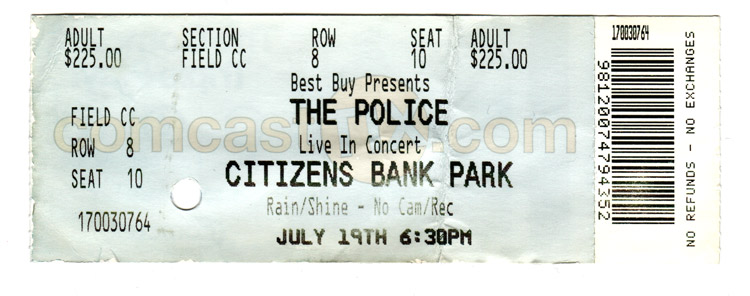 ADULT SECTION ROW SEAT ADULT
$225.00 FIELD CC 8 10 $225.00
Best Buy Presents
THE POLICE
FIELD CC
comcastTIX.com
Live In Concert
ROW 8
SEAT 10
CITIZENS BANK PARK
Rain/Shine - No Cam/Rec
170030764
JULY 19TH 6:30PM
170030764
98120074794352
NO REFUNDS - NO EXCHANGES